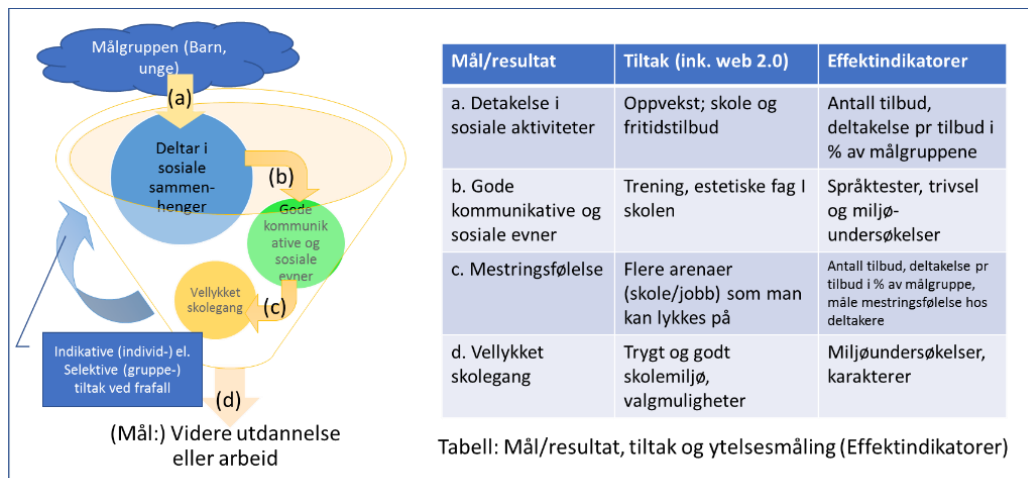 Målgruppen (Barn,
unge)
(a)
Deltar i
sosiale
sammen-
henger
(b)
Gode
kommunik
ative og
sosiale
evner
Vellykket
skolegang
(c)
Indikative (individ-) el.
Selektive (gruppe-)
tiltak ved frafall
(d)
(Mål:) Videre utdannelse
eller arbeid
Mål/resultat
Tiltak (ink. web 2.0)
Effektindikatorer
a. Detakelse i
sosiale aktiviteter
Oppvekst; skole og
fritidstilbud
Antall tilbud,
deltakelse pr tilbud i
% av målgruppene
b. Gode
kommunikative og
sosiale evner
Trening, estetiske fag I
skolen
Språktester, trivsel
og miljø-
undersøkelser
c. Mestringsfølelse
Flere arenaer
(skole/jobb) som man
kan lykkes på
Antall tilbud, deltakelse pr
tilbud i % av målgruppe,
måle mestringsfølelse hos
deltakere
d. Vellykket
skolegang
Trygt og godt
skolemiljø,
valgmuligheter
Miljøundersøkelser,
karakterer
Tabell: Mål/resultat, tiltak og ytelsesmåling (Effektindikatorer)